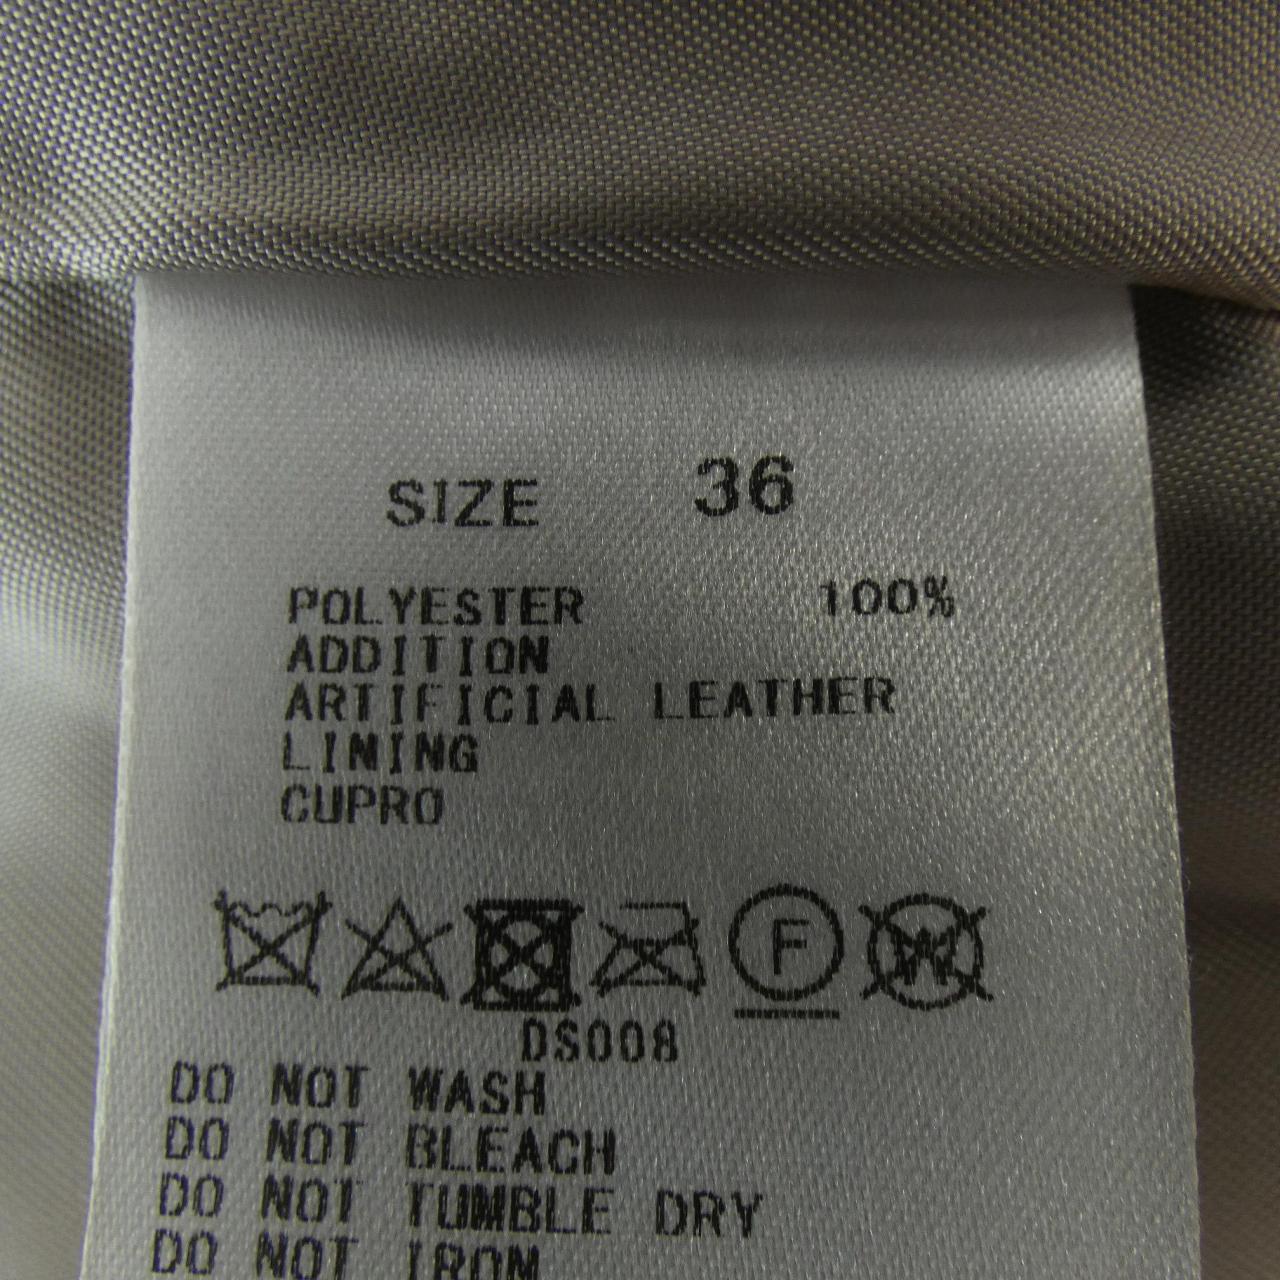 SIZE 36
POLYESTER 100%
ADDITION
ARTIFICIAL LEATHER
LINING
CUPRO
F W
DS008
DO NOT WASH
DO NOT BLEACH
DO NOT TUMBLE DRY
DO NOT IRON